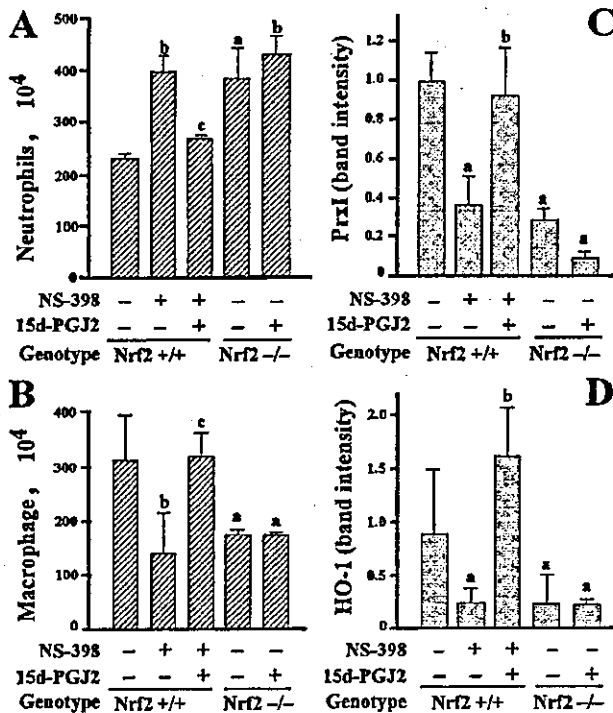 A
Neutrophils, 10⁴
500
400
300
200
100
0
b
c
a
b
NS-398 − + + − −
15d-PGJ2 − − + − +
Genotype Nrf2 +/+ Nrf2 −/−
B
Macrophage, 10⁴
400
300
200
100
0
b
c
a
a
NS-398 − + + − −
15d-PGJ2 − − + − +
Genotype Nrf2 +/+ Nrf2 −/−
C
PrxI (band intensity)
1.2
1.0
0.8
0.6
0.4
0.2
0
a
b
a
a
NS-398 − + + − −
15d-PGJ2 − − + − +
Genotype Nrf2 +/+ Nrf2 −/−
D
HO-1 (band intensity)
2.0
1.5
1.0
0.5
0
a
b
a
a
NS-398 − + + − −
15d-PGJ2 − − + − +
Genotype Nrf2 +/+ Nrf2 −/−